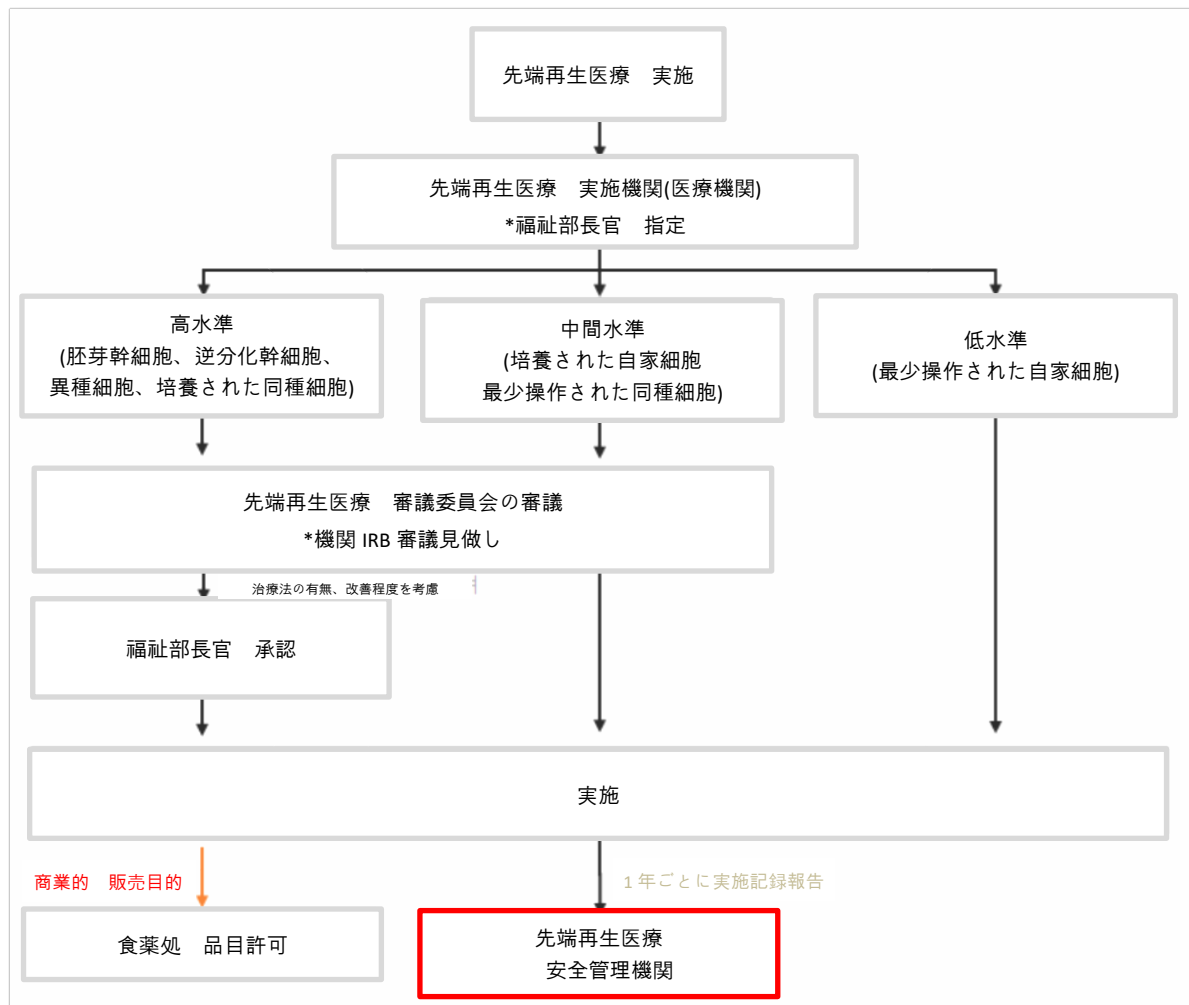 先端再生医療　実施
先端再生医療　実施機関(医療機関)
*福祉部長官　指定
高水準
(胚芽幹細胞、逆分化幹細胞、
異種細胞、培養された同種細胞)
中間水準
(培養された自家細胞
最少操作された同種細胞)
低水準
(最少操作された自家細胞)
先端再生医療　審議委員会の審議
*機関 IRB 審議見做し
治療法の有無、改善程度を考慮
福祉部長官　承認
実施
商業的　販売目的
1 年ごとに実施記録報告
食薬処　品目許可
先端再生医療
安全管理機関